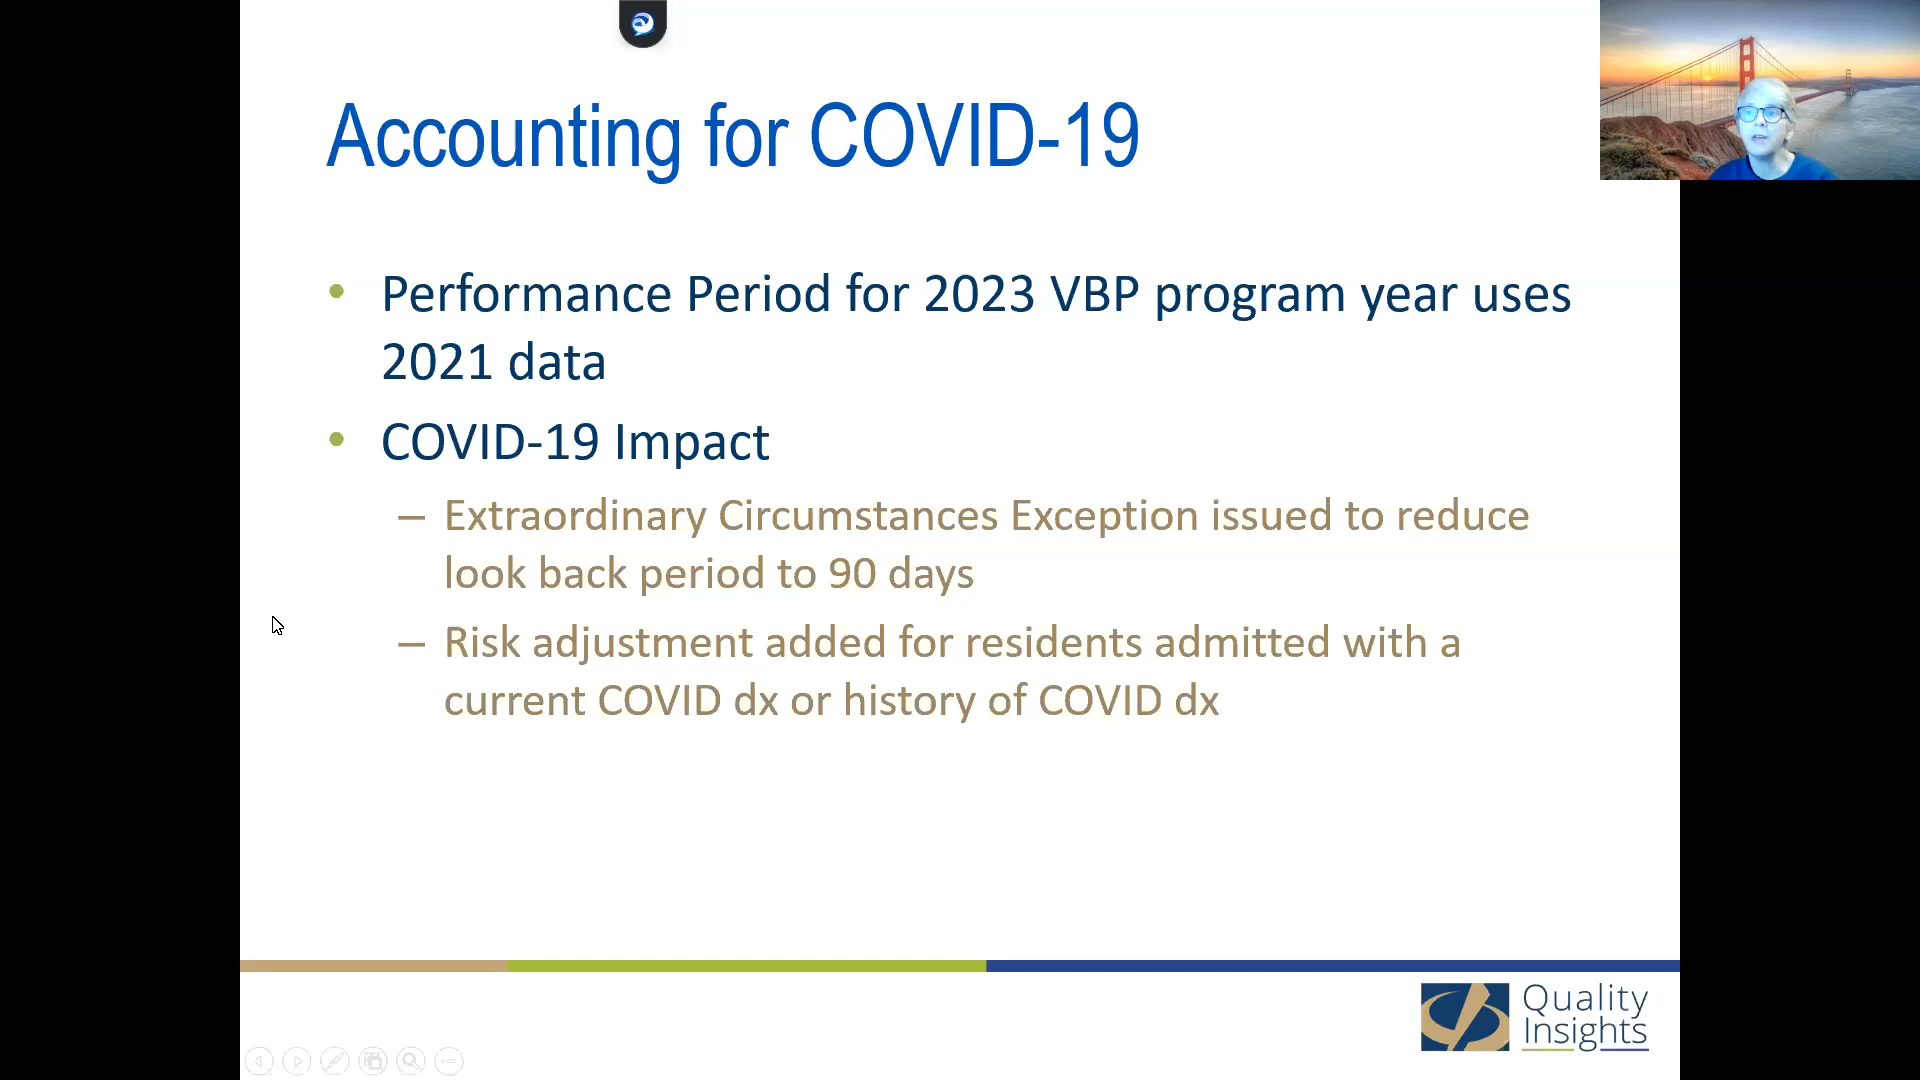 Accounting for COVID-19
• Performance Period for 2023 VBP program year uses
2021 data
• COVID-19 Impact
– Extraordinary Circumstances Exception issued to reduce
look back period to 90 days
– Risk adjustment added for residents admitted with a
current COVID dx or history of COVID dx
Quality
Insights